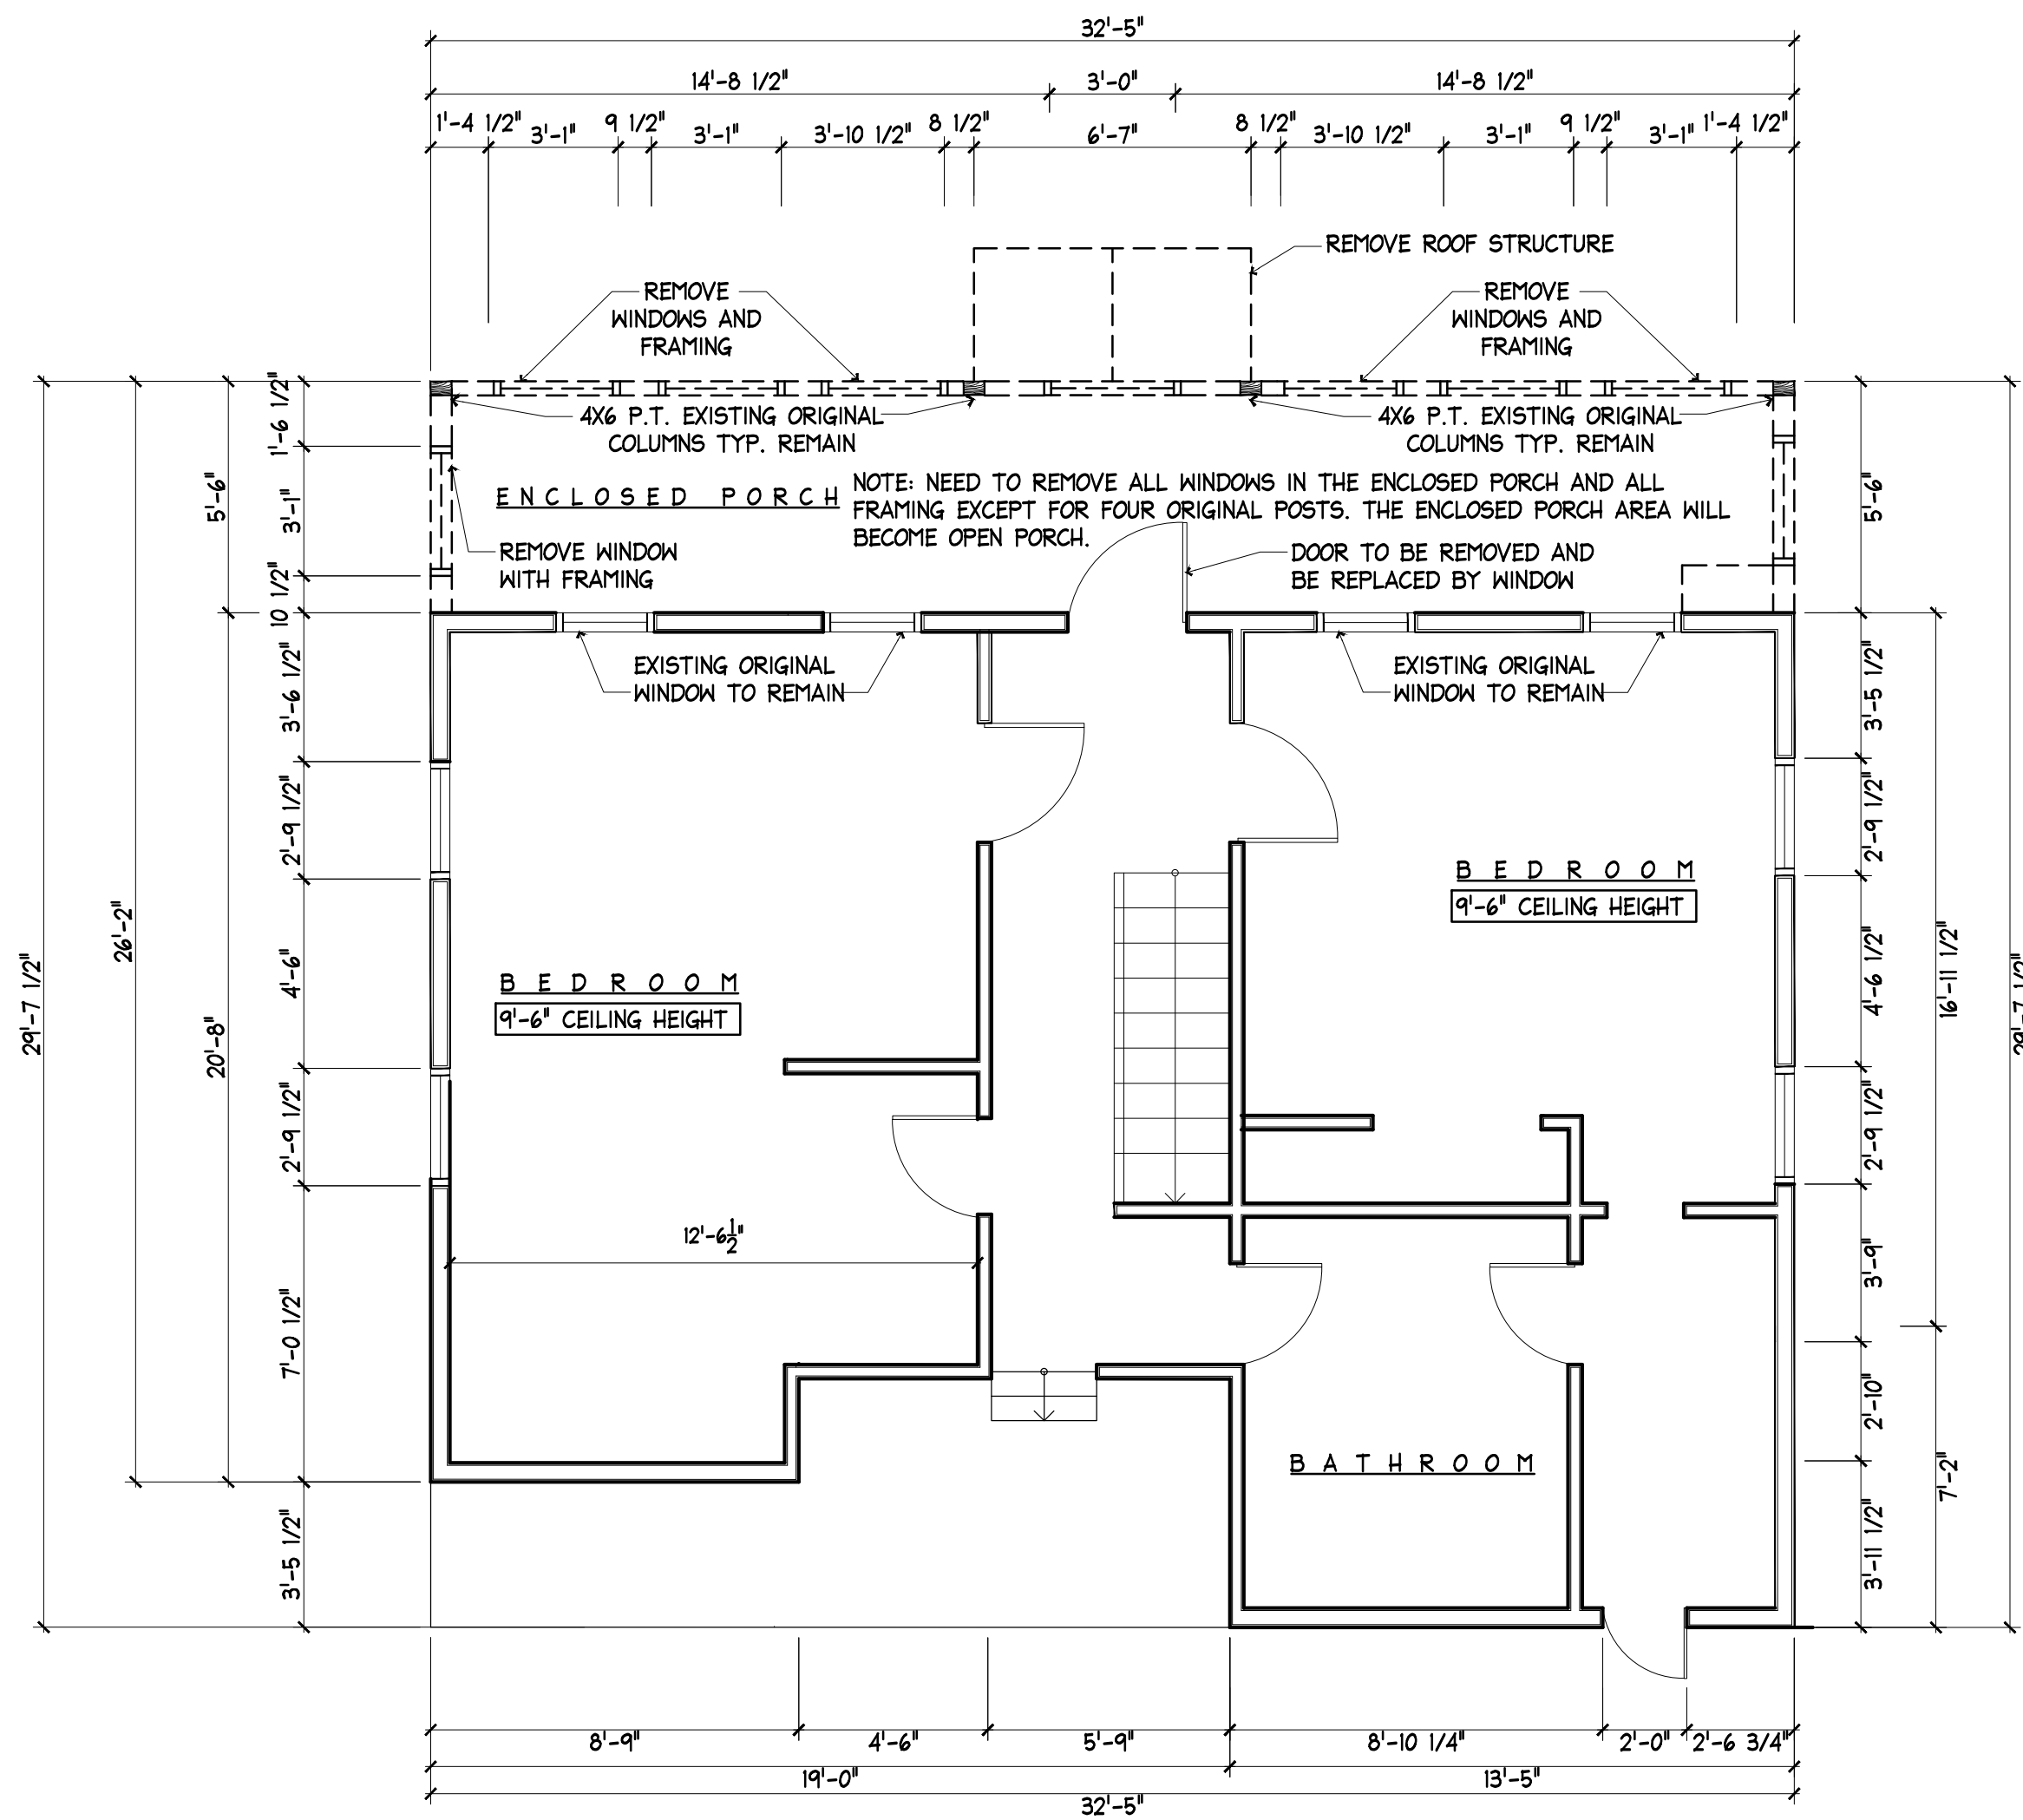 32'-5"
14'-8 1/2"
3'-0"
14'-8 1/2"
1'-4 1/2"
3'-1"
9 1/2"
3'-1"
3'-10 1/2"
8 1/2"
6'-7"
8 1/2"
3'-10 1/2"
3'-1"
9 1/2"
3'-1"
1'-4 1/2"
REMOVE ROOF STRUCTURE
REMOVE
WINDOWS AND
FRAMING
REMOVE
WINDOWS AND
FRAMING
4X6 P.T. EXISTING ORIGINAL
COLUMNS TYP. REMAIN
4X6 P.T. EXISTING ORIGINAL
COLUMNS TYP. REMAIN
ENCLOSED PORCH
NOTE: NEED TO REMOVE ALL WINDOWS IN THE ENCLOSED PORCH AND ALL
FRAMING EXCEPT FOR FOUR ORIGINAL POSTS. THE ENCLOSED PORCH AREA WILL
BECOME OPEN PORCH.
REMOVE WINDOW
WITH FRAMING
DOOR TO BE REMOVED AND
BE REPLACED BY WINDOW
EXISTING ORIGINAL
WINDOW TO REMAIN
EXISTING ORIGINAL
WINDOW TO REMAIN
BEDROOM
9'-6" CEILING HEIGHT
BEDROOM
9'-6" CEILING HEIGHT
12'-6 1/2"
BATHROOM
29'-7 1/2"
26'-2"
5'-6"
20'-8"
1'-6 1/2"
3'-1"
10 1/2"
3'-6 1/2"
2'-9 1/2"
4'-6"
2'-9 1/2"
7'-0 1/2"
3'-5 1/2"
5'-6"
3'-5 1/2"
2'-9 1/2"
4'-6 1/2"
2'-9 1/2"
3'-9"
2'-10"
3'-11 1/2"
16'-11 1/2"
7'-2"
29'-7 1/2"
8'-9"
4'-6"
5'-9"
8'-10 1/4"
2'-0"
2'-6 3/4"
19'-0"
13'-5"
32'-5"